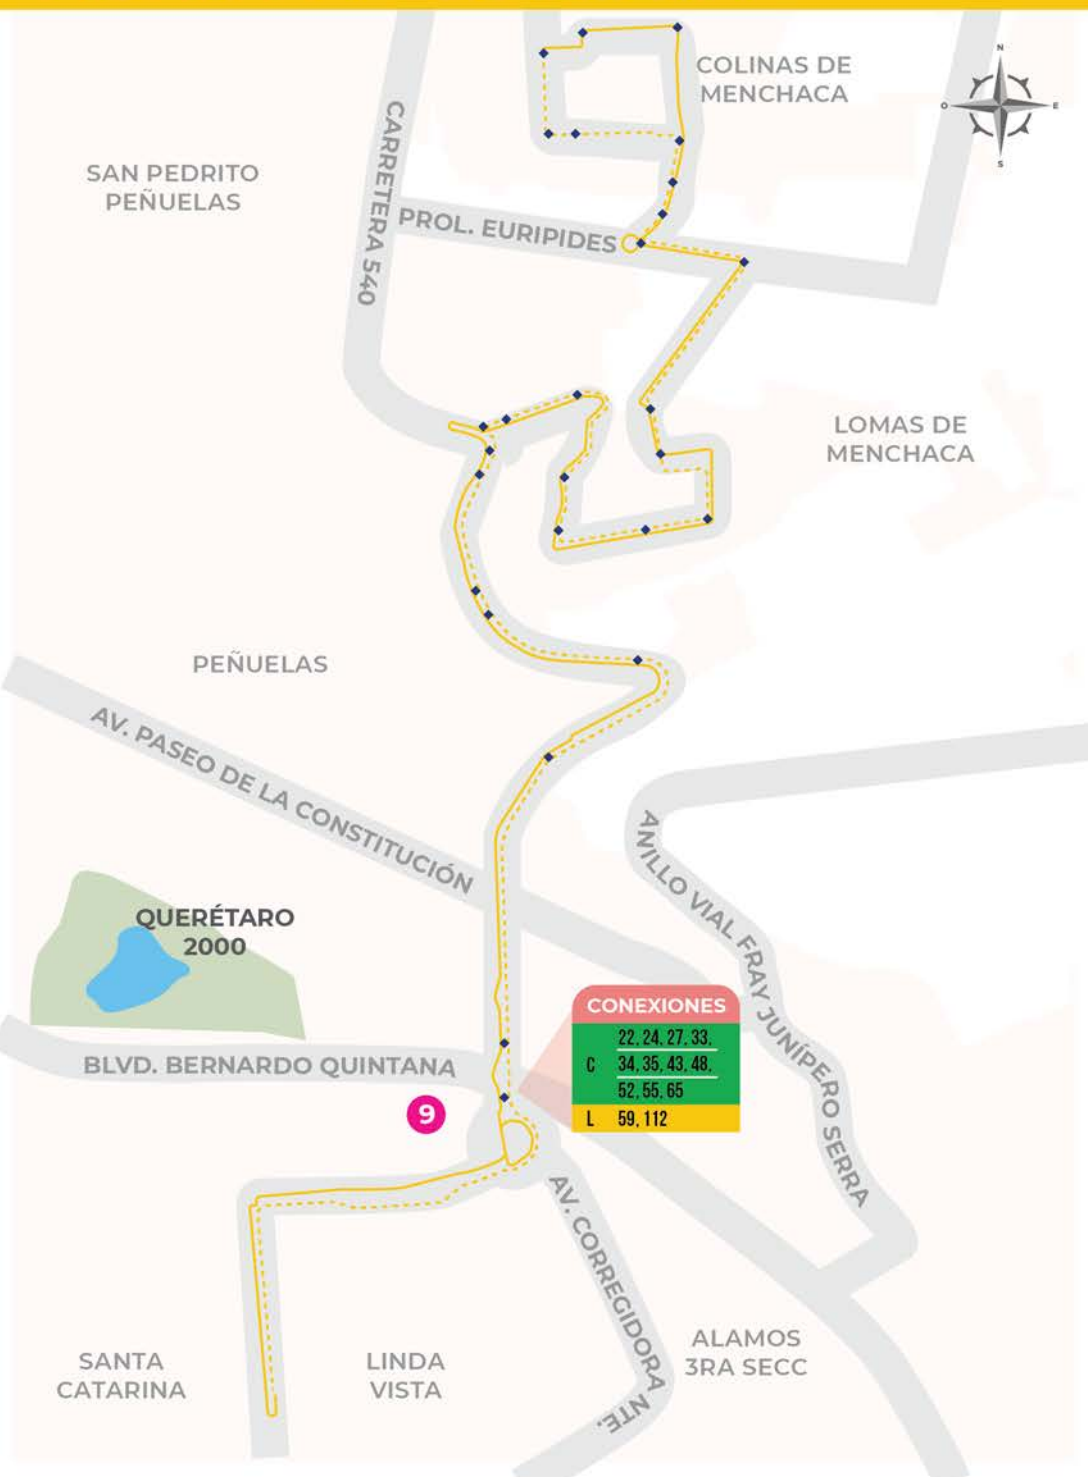 COLINAS DE
MENCHACA
N
O
E
S
SAN PEDRITO
PEÑUELAS
CARRETERA 540
PROL. EURIPIDES
LOMAS DE
MENCHACA
PEÑUELAS
AV. PASEO DE LA CONSTITUCIÓN
ANILLO VIAL FRAY JUNÍPERO SERRA
QUERÉTARO
2000
CONEXIONES
22, 24, 27, 33,
C 34, 35, 43, 48,
52, 55, 65
L 59, 112
BLVD. BERNARDO QUINTANA
9
AV. CORREGIDORA
NTE.
ALAMOS
3RA SECC
SANTA
CATARINA
LINDA
VISTA